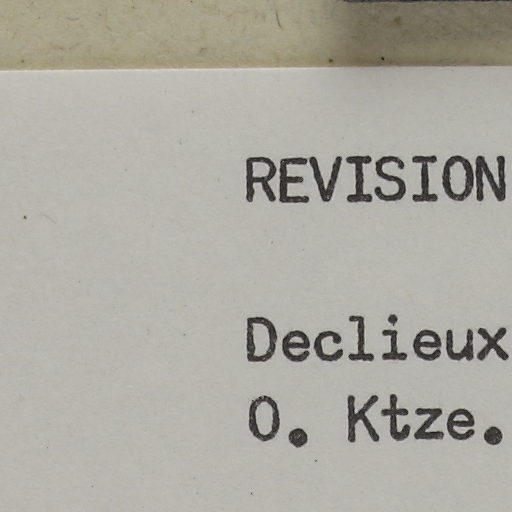 REVISION
Declieux
O. Ktze.